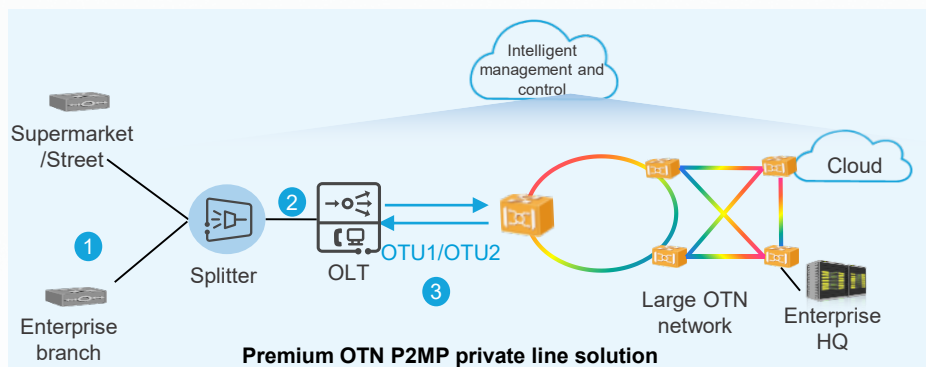 Intelligent
management and
control
Supermarket
/Street
Cloud
2
1
OTU1/OTU2
Splitter
OLT
3
Enterprise
branch
Large OTN
network
Enterprise
HQ
Premium OTN P2MP private line solution